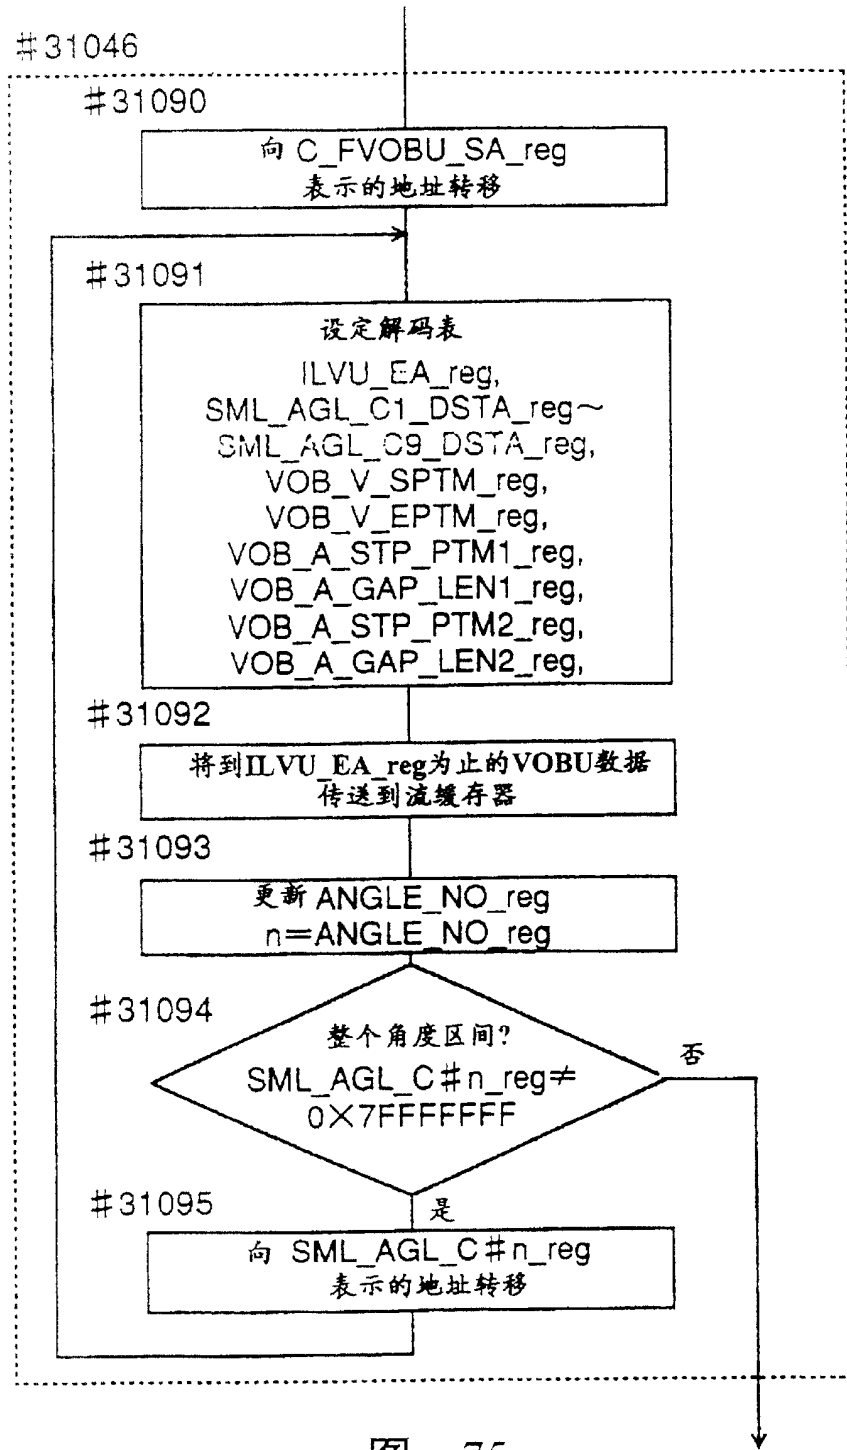 #31046
#31090
向 C_FVOBU_SA_reg
表示的地址转移
#31091
设定解码表
ILVU_EA_reg,
SML_AGL_C1_DSTA_reg~
SML_AGL_C9_DSTA_reg,
VOB_V_SPTM_reg,
VOB_V_EPTM_reg,
VOB_A_STP_PTM1_reg,
VOB_A_GAP_LEN1_reg,
VOB_A_STP_PTM2_reg,
VOB_A_GAP_LEN2_reg,
#31092
将到ILVU_EA_reg为止的VOBU数据
传送到流缓存器
#31093
更新 ANGLE_NO_reg
n=ANGLE_NO_reg
#31094
整个角度区间?
SML_AGL_C#n_reg≠
0×7FFFFFFF
否
#31095
是
向 SML_AGL_C#n_reg
表示的地址转移
图 75